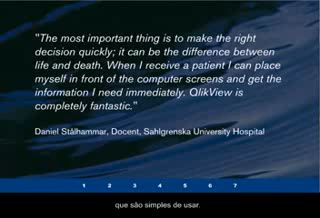 "The most important thing is to make the right
decision quickly; it can be the difference between
life and death. When I receive a patient I can place
myself in front of the computer screens and get the
information I need immediately. QlikView is
completely fantastic."
Daniel Stålhammar, Docent, Sahlgrenska University Hospital
1 2 3 4 5 6 7
que são simples de usar.